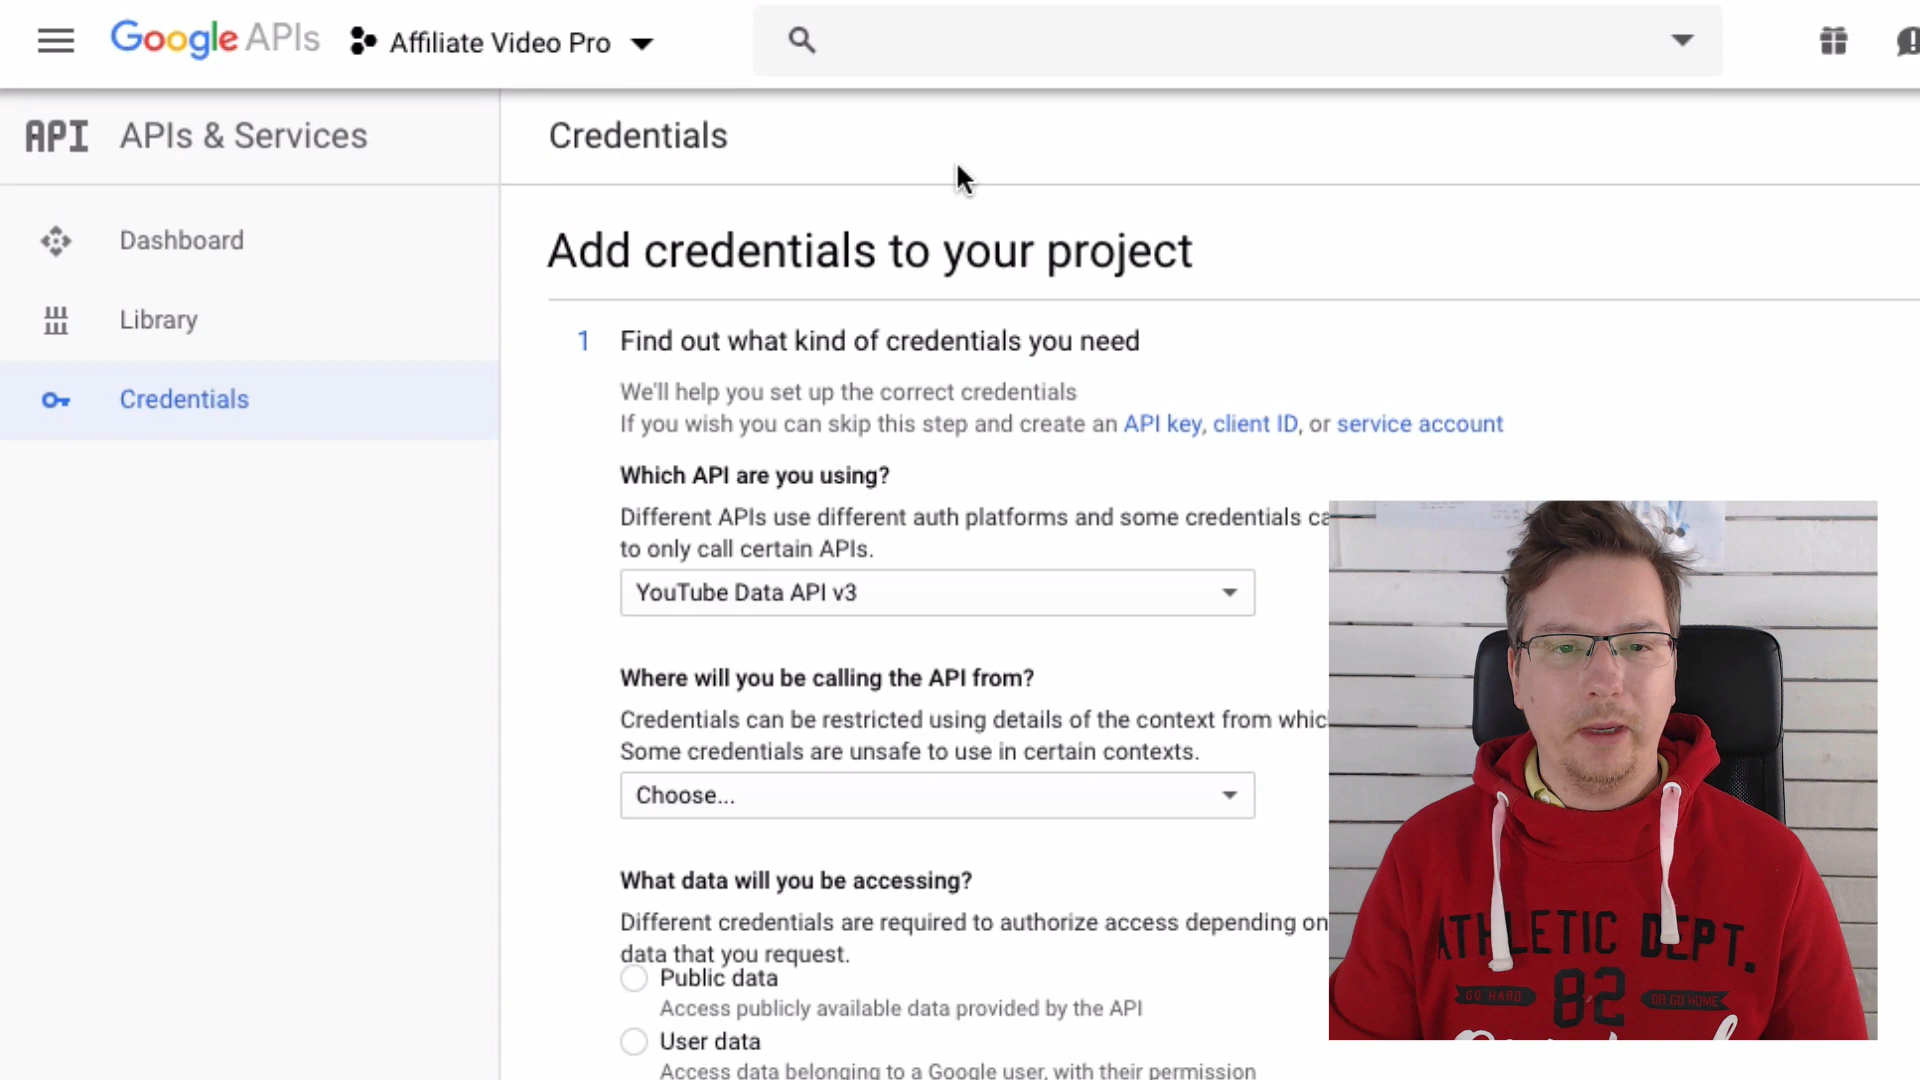 Google APIs Affiliate Video Pro
API APIs & Services
Credentials
Dashboard
Library
Credentials
Add credentials to your project
1 Find out what kind of credentials you need
We'll help you set up the correct credentials
If you wish you can skip this step and create an API key, client ID, or service account
Which API are you using?
Different APIs use different auth platforms and some credentials ca
to only call certain APIs.
YouTube Data API v3
Where will you be calling the API from?
Credentials can be restricted using details of the context from whic
Some credentials are unsafe to use in certain contexts.
Choose...
What data will you be accessing?
Different credentials are required to authorize access depending on
data that you request.
Public data
Access publicly available data provided by the API
User data
Access data belonging to a Google user, with their permission
ATHLETIC DEPT.
GO HARD 82 OR GO HOME